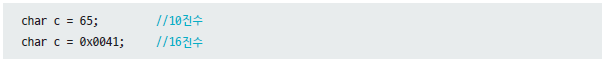 char c = 65; //10진수
char c = 0x0041; //16진수